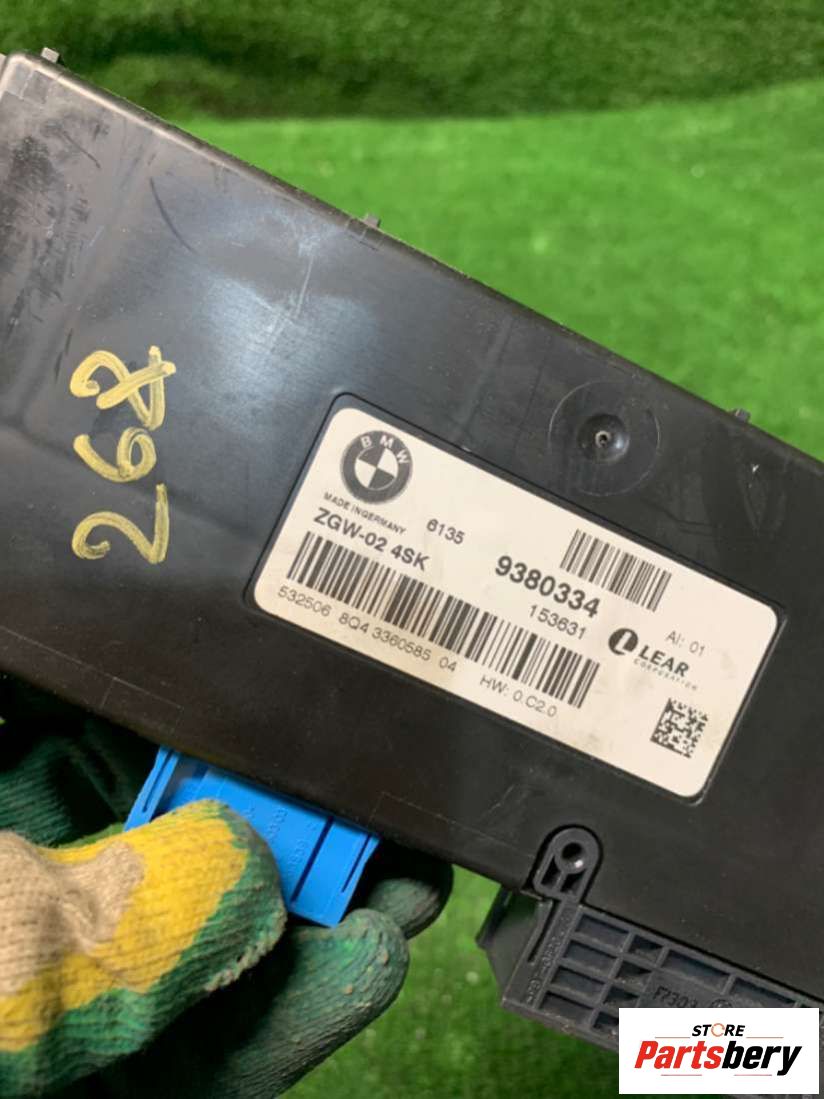 268
BMW
MADE IN GERMANY
6135
9380334
ZGW-02 4SK
153631
532506 8Q4 3360585 04
HW: 0.C2.0
AI: 01
LEAR
CORPORATION
STORE
Partsbery